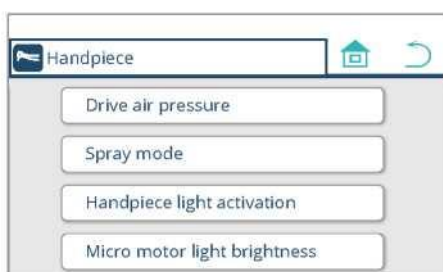 Handpiece
Drive air pressure
Spray mode
Handpiece light activation
Micro motor light brightness